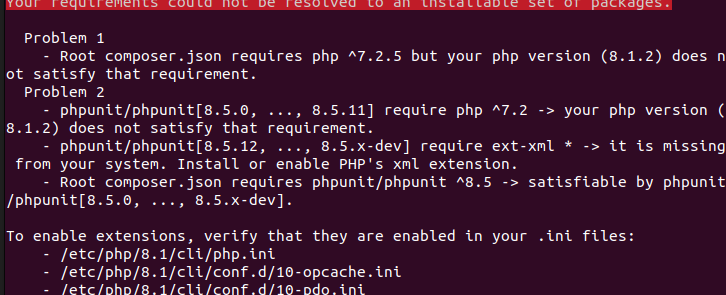 Your requirements could not be resolved to an installable set of packages.
  Problem 1
    - Root composer.json requires php ^7.2.5 but your php version (8.1.2) does n
ot satisfy that requirement.
  Problem 2
    - phpunit/phpunit[8.5.0, ..., 8.5.11] require php ^7.2 -> your php version (
8.1.2) does not satisfy that requirement.
    - phpunit/phpunit[8.5.12, ..., 8.5.x-dev] require ext-xml * -> it is missing
 from your system. Install or enable PHP's xml extension.
    - Root composer.json requires phpunit/phpunit ^8.5 -> satisfiable by phpunit
/phpunit[8.5.0, ..., 8.5.x-dev].
To enable extensions, verify that they are enabled in your .ini files:
    - /etc/php/8.1/cli/php.ini
    - /etc/php/8.1/cli/conf.d/10-opcache.ini
    - /etc/php/8.1/cli/conf.d/10-pdo.ini